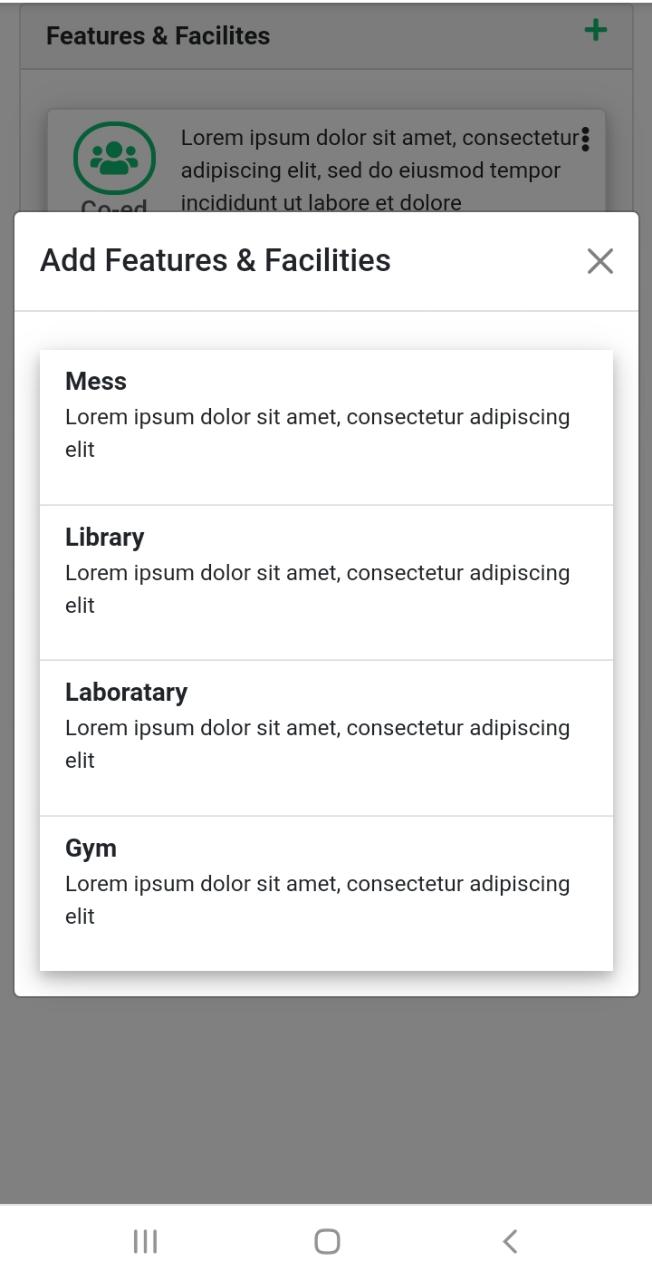 Features & Facilites
Lorem ipsum dolor sit amet, consectetur
adipiscing elit, sed do eiusmod tempor
incididunt ut labore et dolore
Co-ed
Add Features & Facilities
Mess
Lorem ipsum dolor sit amet, consectetur adipiscing
elit
Library
Lorem ipsum dolor sit amet, consectetur adipiscing
elit
Laboratary
Lorem ipsum dolor sit amet, consectetur adipiscing
elit
Gym
Lorem ipsum dolor sit amet, consectetur adipiscing
elit